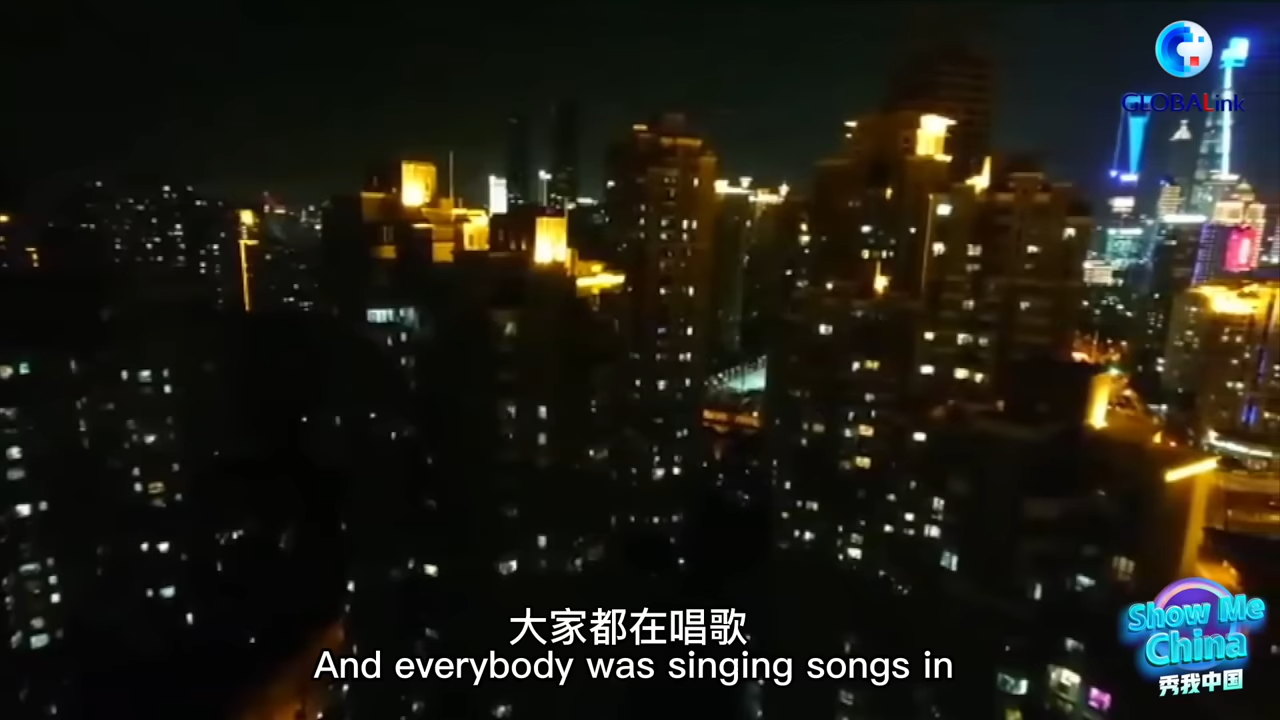 GLOBALink
大家都在唱歌
And everybody was singing songs in
Show Me
China
秀我中国